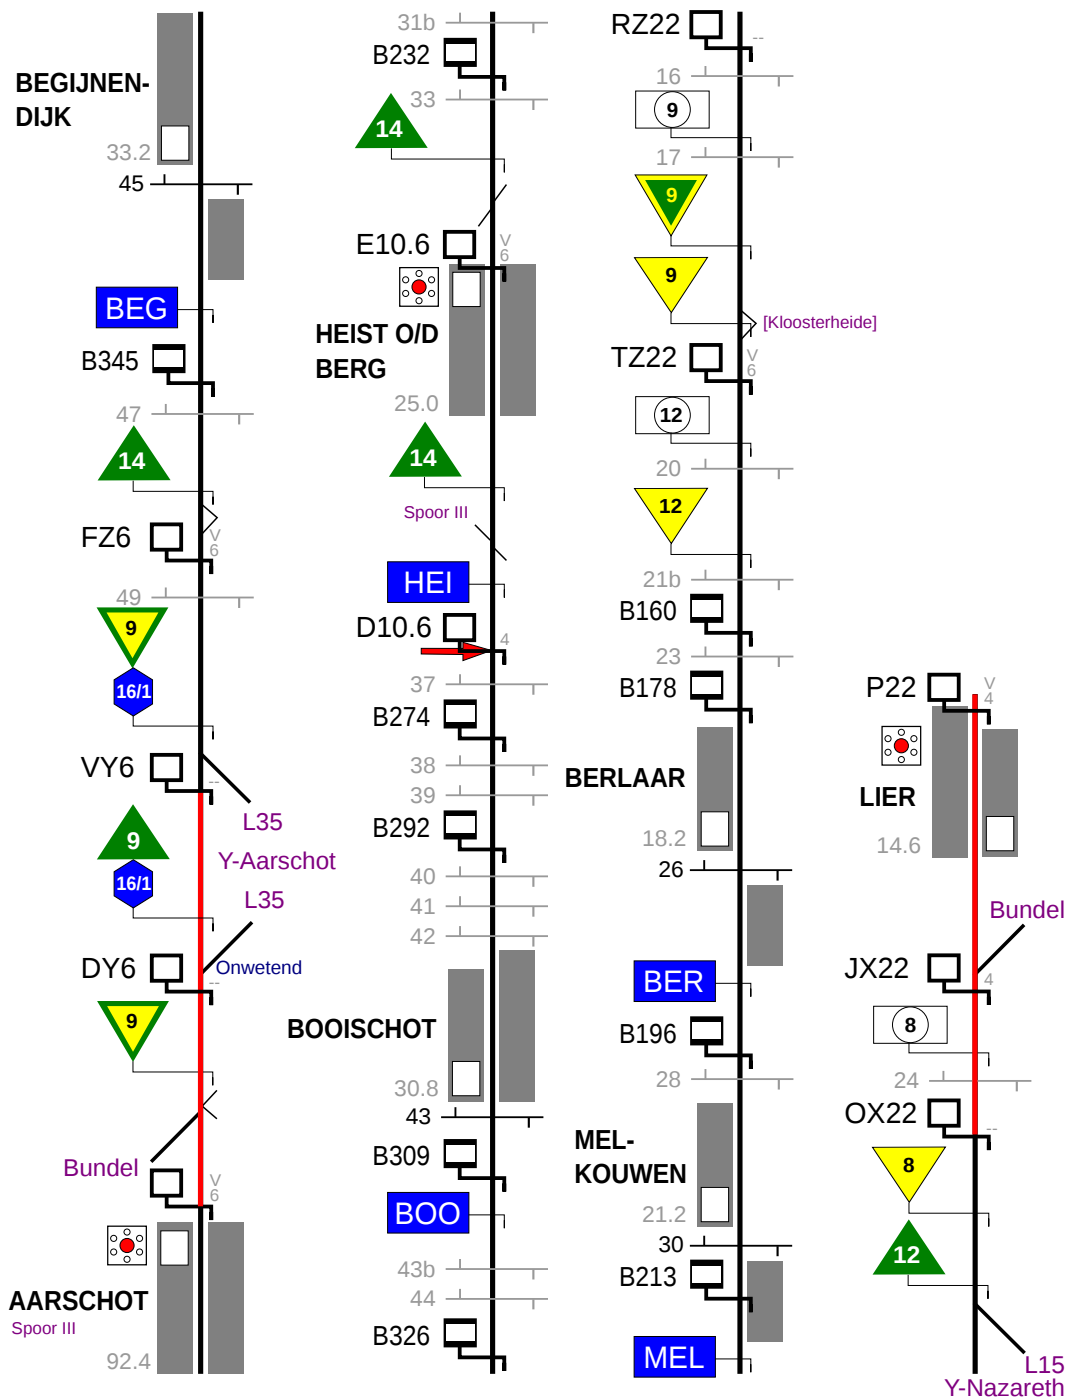 BEGIJNEN-
DIJK
33.2
45
BEG
B345
47
14
FZ6
V
6
49
9
16/1
VY6
--
L35
Y-Aarschot
9
16/1
L35
DY6
Onwetend
--
9
Bundel
V
6
AARSCHOT
Spoor III
92.4
31b
B232
33
14
E10.6
V
6
HEIST O/D
BERG
25.0
14
Spoor III
HEI
D10.6
4
37
B274
38
39
B292
40
41
42
BOOISCHOT
30.8
43
B309
BOO
43b
44
B326
RZ22
--
16
9
17
9
9
[Kloosterheide]
TZ22
V
6
12
20
12
21b
B160
23
B178
BERLAAR
18.2
26
BER
B196
28
MEL-
KOUWEN
21.2
30
B213
MEL
P22
V
4
LIER
14.6
Bundel
JX22
4
8
24
OX22
--
8
12
L15
Y-Nazareth